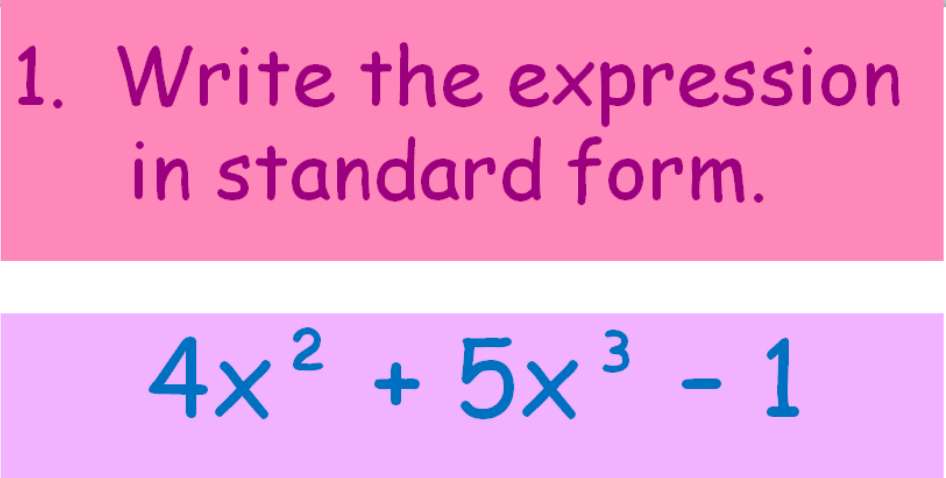 1. Write the expression
in standard form.
4x² + 5x³ - 1